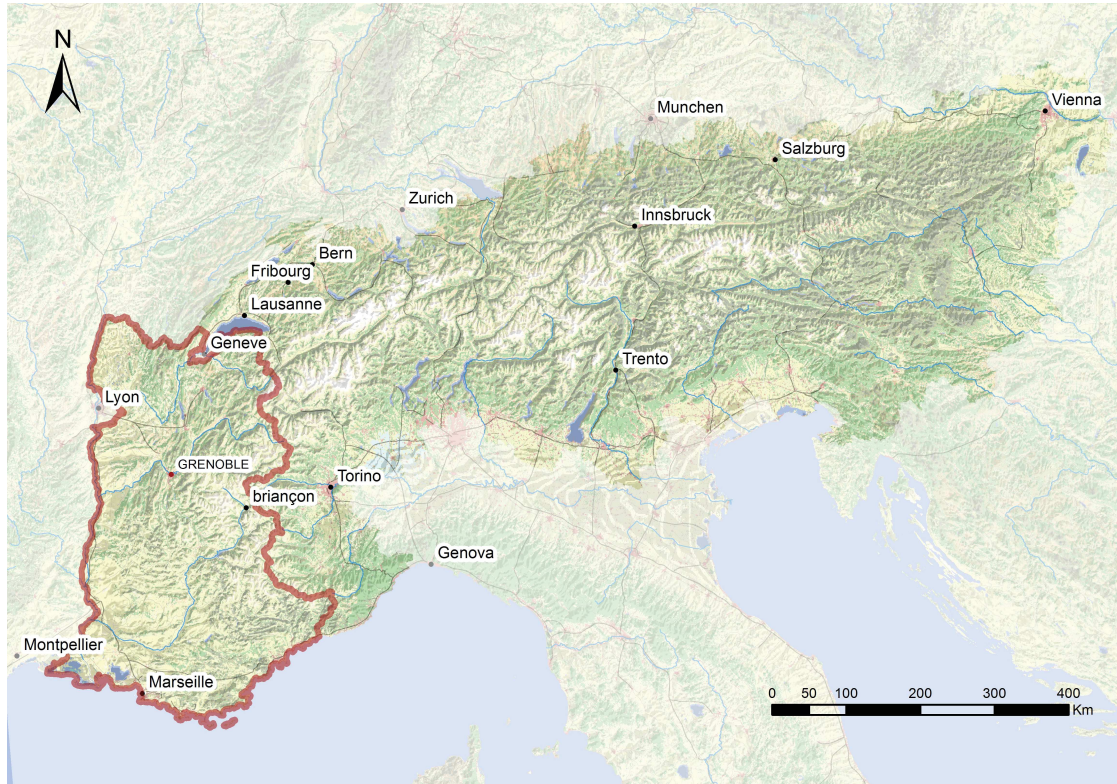 N
Munchen
Vienna
Salzburg
Zurich
Innsbruck
Bern
Fribourg
Lausanne
Geneve
Trento
Lyon
GRENOBLE
Torino
briançon
Genova
Montpellier
Marseille
0 50 100 200 300 400
Km